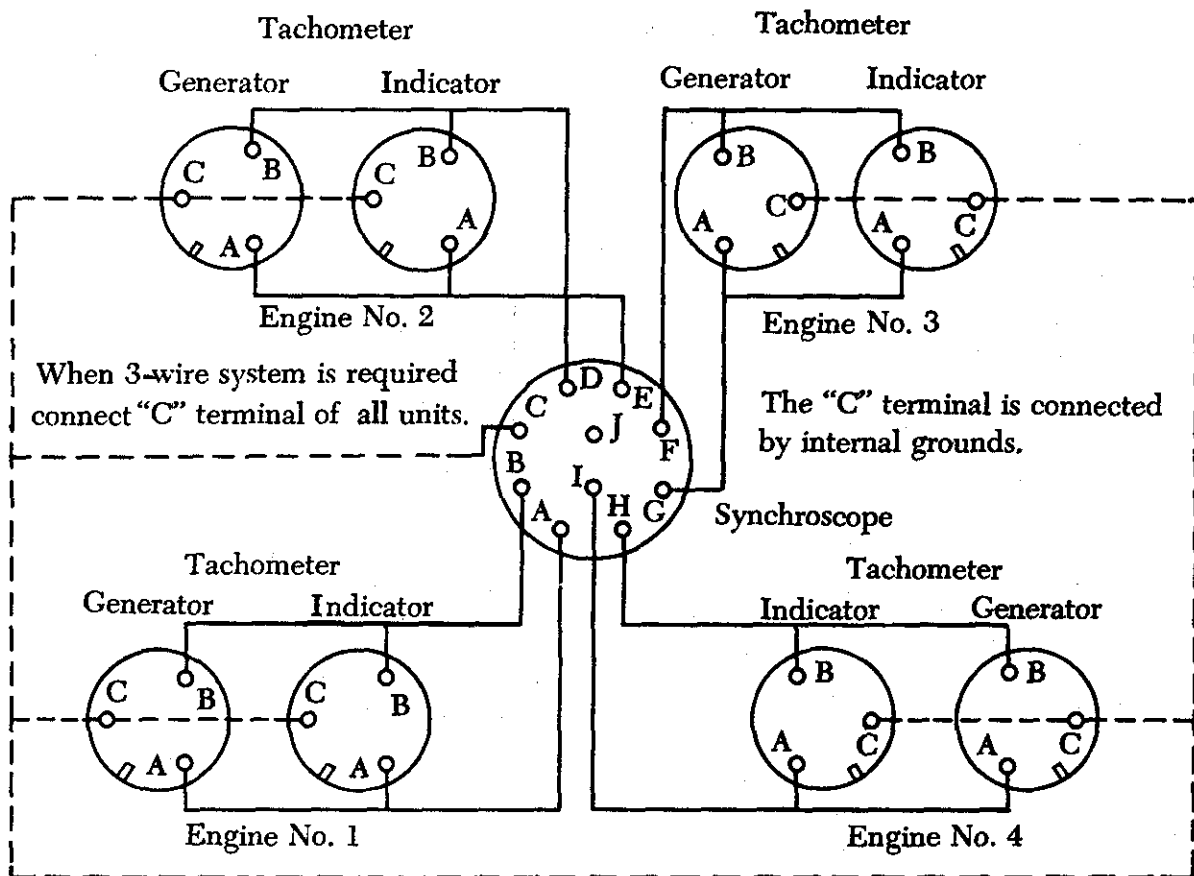 Tachometer
Generator Indicator
C B C B
A A
Engine No. 2
Tachometer
Generator Indicator
B B
C C
A A
Engine No. 3
When 3-wire system is required
connect “C” terminal of all units.
The “C” terminal is connected
by internal grounds.
D E
C J F
B I G
A H
Synchroscope
Tachometer
Generator Indicator
C B C B
A A
Engine No. 1
Tachometer
Indicator Generator
B B
A C A C
Engine No. 4